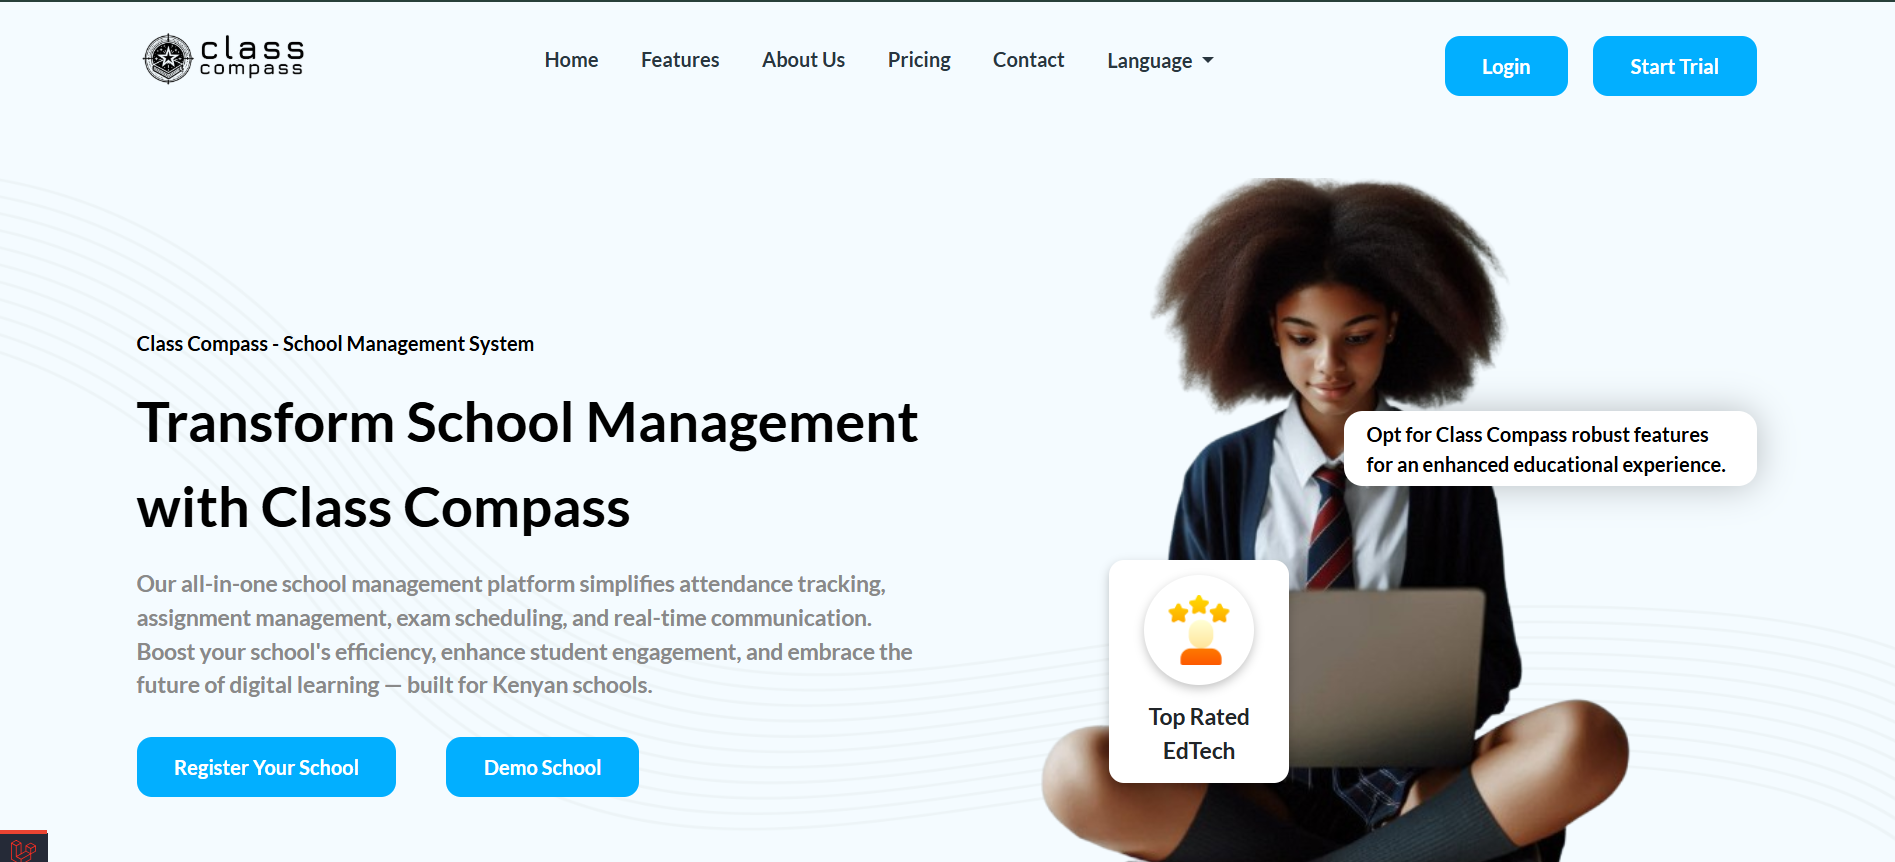 class
compass
Home
Features
About Us
Pricing
Contact
Language
Login
Start Trial
Class Compass - School Management System
Transform School Management
with Class Compass
Our all-in-one school management platform simplifies attendance tracking,
assignment management, exam scheduling, and real-time communication.
Boost your school's efficiency, enhance student engagement, and embrace the
future of digital learning — built for Kenyan schools.
Register Your School
Demo School
Opt for Class Compass robust features
for an enhanced educational experience.
Top Rated
EdTech